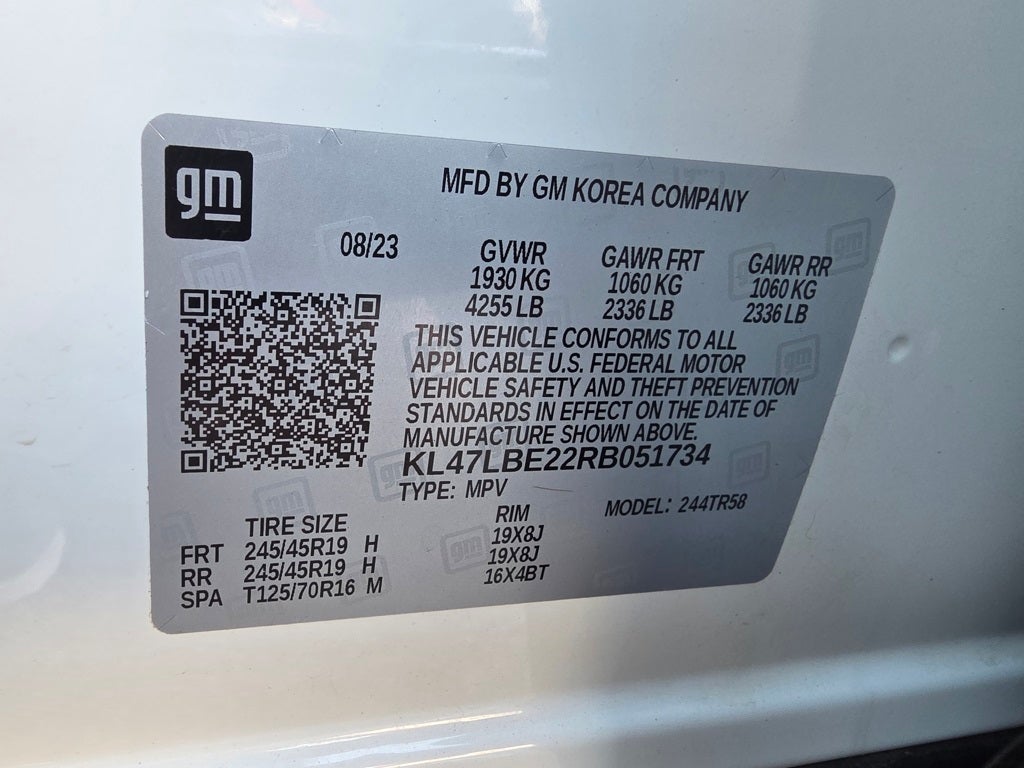 gm
MFD BY GM KOREA COMPANY
08/23 GVWR GAWR FRT GAWR RR
1930 KG 1060 KG 1060 KG
4255 LB 2336 LB 2336 LB
THIS VEHICLE CONFORMS TO ALL
APPLICABLE U.S. FEDERAL MOTOR
VEHICLE SAFETY AND THEFT PREVENTION
STANDARDS IN EFFECT ON THE DATE OF
MANUFACTURE SHOWN ABOVE.
KL47LBE22RB051734
TYPE: MPV MODEL: 244TR58
TIRE SIZE RIM
FRT 245/45R19 H 19X8J
RR 245/45R19 H 19X8J
SPA T125/70R16 M 16X4BT